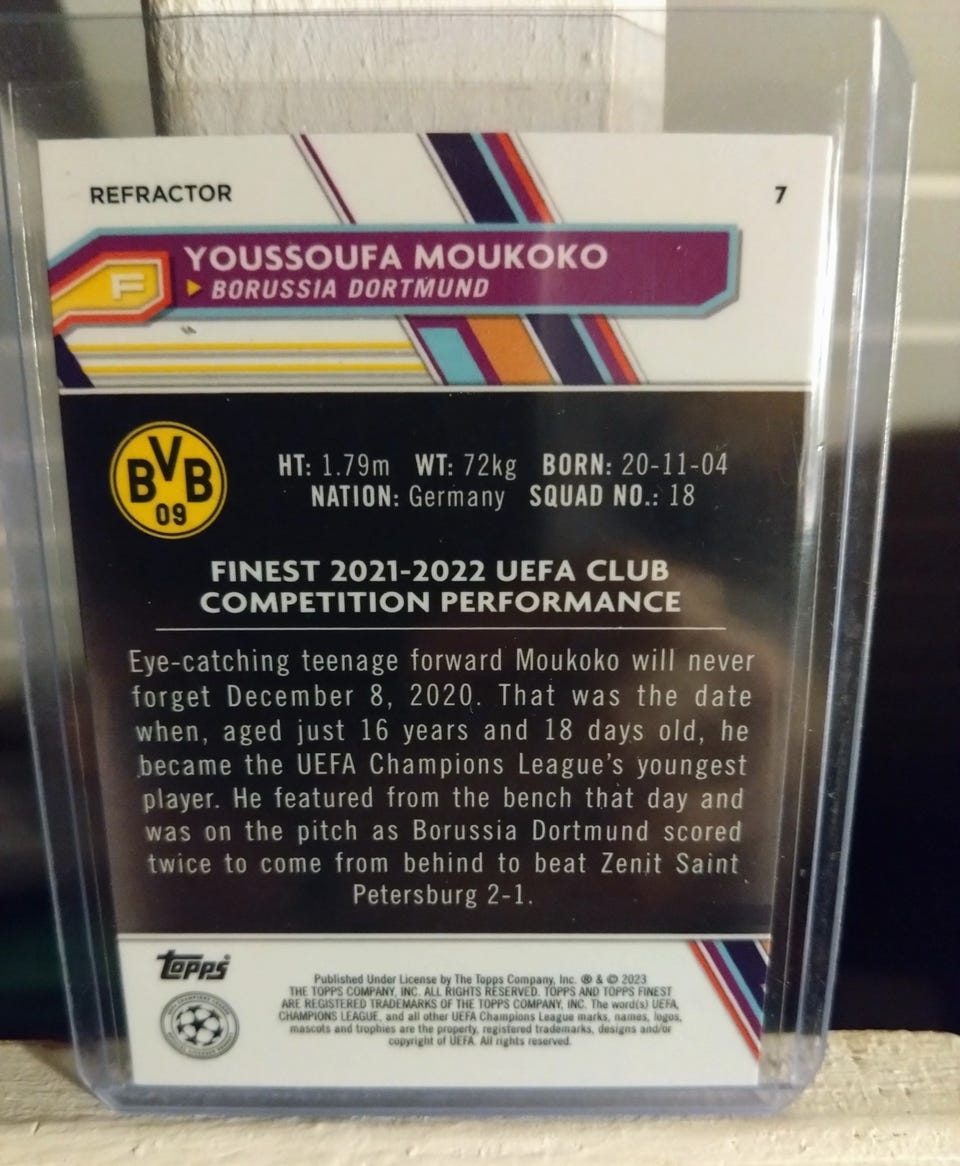 REFRACTOR
7
YOUSSOUFA MOUKOKO
F
BORUSSIA DORTMUND
BVB
09
HT: 1.79m WT: 72kg BORN: 20-11-04
NATION: Germany SQUAD NO.: 18
FINEST 2021-2022 UEFA CLUB
COMPETITION PERFORMANCE
Eye-catching teenage forward Moukoko will never
forget December 8, 2020. That was the date
when, aged just 16 years and 18 days old, he
became the UEFA Champions League's youngest
player. He featured from the bench that day and
was on the pitch as Borussia Dortmund scored
twice to come from behind to beat Zenit Saint
Petersburg 2-1.
Topps
Published Under License by The Topps Company, Inc. ® & © 2023
THE TOPPS COMPANY, INC. ALL RIGHTS RESERVED. TOPPS AND TOPPS FINEST
ARE REGISTERED TRADEMARKS OF THE TOPPS COMPANY, INC. The word(s) UEFA,
CHAMPIONS LEAGUE, and all other UEFA Champions League marks, names, logos,
mascots and trophies are the property, registered trademarks, designs and/or
copyright of UEFA. All rights reserved.